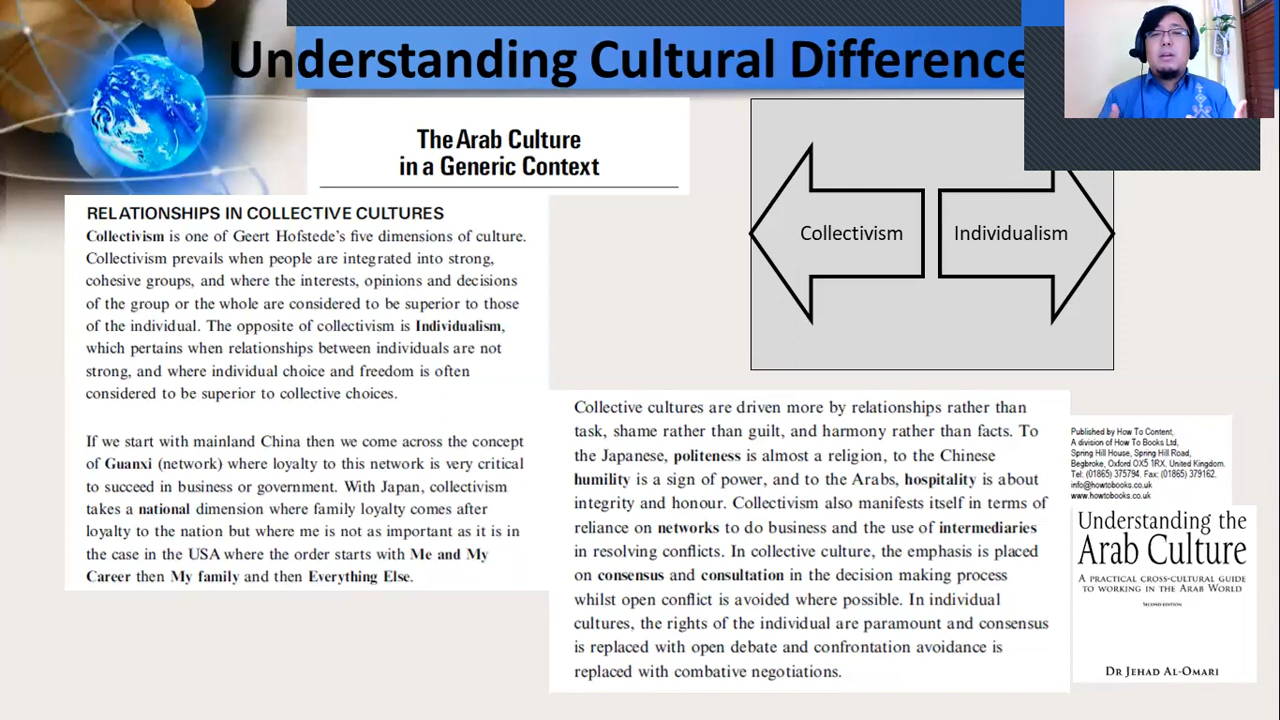 Understanding Cultural Difference
The Arab Culture
in a Generic Context
RELATIONSHIPS IN COLLECTIVE CULTURES
Collectivism is one of Geert Hofstede's five dimensions of culture.
Collectivism prevails when people are integrated into strong,
cohesive groups, and where the interests, opinions and decisions
of the group or the whole are considered to be superior to those
of the individual. The opposite of collectivism is Individualism,
which pertains when relationships between individuals are not
strong, and where individual choice and freedom is often
considered to be superior to collective choices.
If we start with mainland China then we come across the concept
of Guanxi (network) where loyalty to this network is very critical
to succeed in business or government. With Japan, collectivism
takes a national dimension where family loyalty comes after
loyalty to the nation but where me is not as important as it is in
the case in the USA where the order starts with Me and My
Career then My family and then Everything Else.
Collectivism
Individualism
Collective cultures are driven more by relationships rather than
task, shame rather than guilt, and harmony rather than facts. To
the Japanese, politeness is almost a religion, to the Chinese
humility is a sign of power, and to the Arabs, hospitality is about
integrity and honour. Collectivism also manifests itself in terms of
reliance on networks to do business and the use of intermediaries
in resolving conflicts. In collective culture, the emphasis is placed
on consensus and consultation in the decision making process
whilst open conflict is avoided where possible. In individual
cultures, the rights of the individual are paramount and consensus
is replaced with open debate and confrontation avoidance is
replaced with combative negotiations.
Published by How To Content,
A division of How To Books Ltd,
Spring Hill House, Spring Hill Road,
Begbroke, Oxford OX5 1RX, United Kingdom.
Tel: (01865) 375794. Fax: (01865) 379162.
info@howtobooks.co.uk
www.howtobooks.co.uk
Understanding the
Arab Culture
A PRACTICAL CROSS-CULTURAL GUIDE
TO WORKING IN THE ARAB WORLD
SECOND EDITION
DR JEHAD AL-OMARI